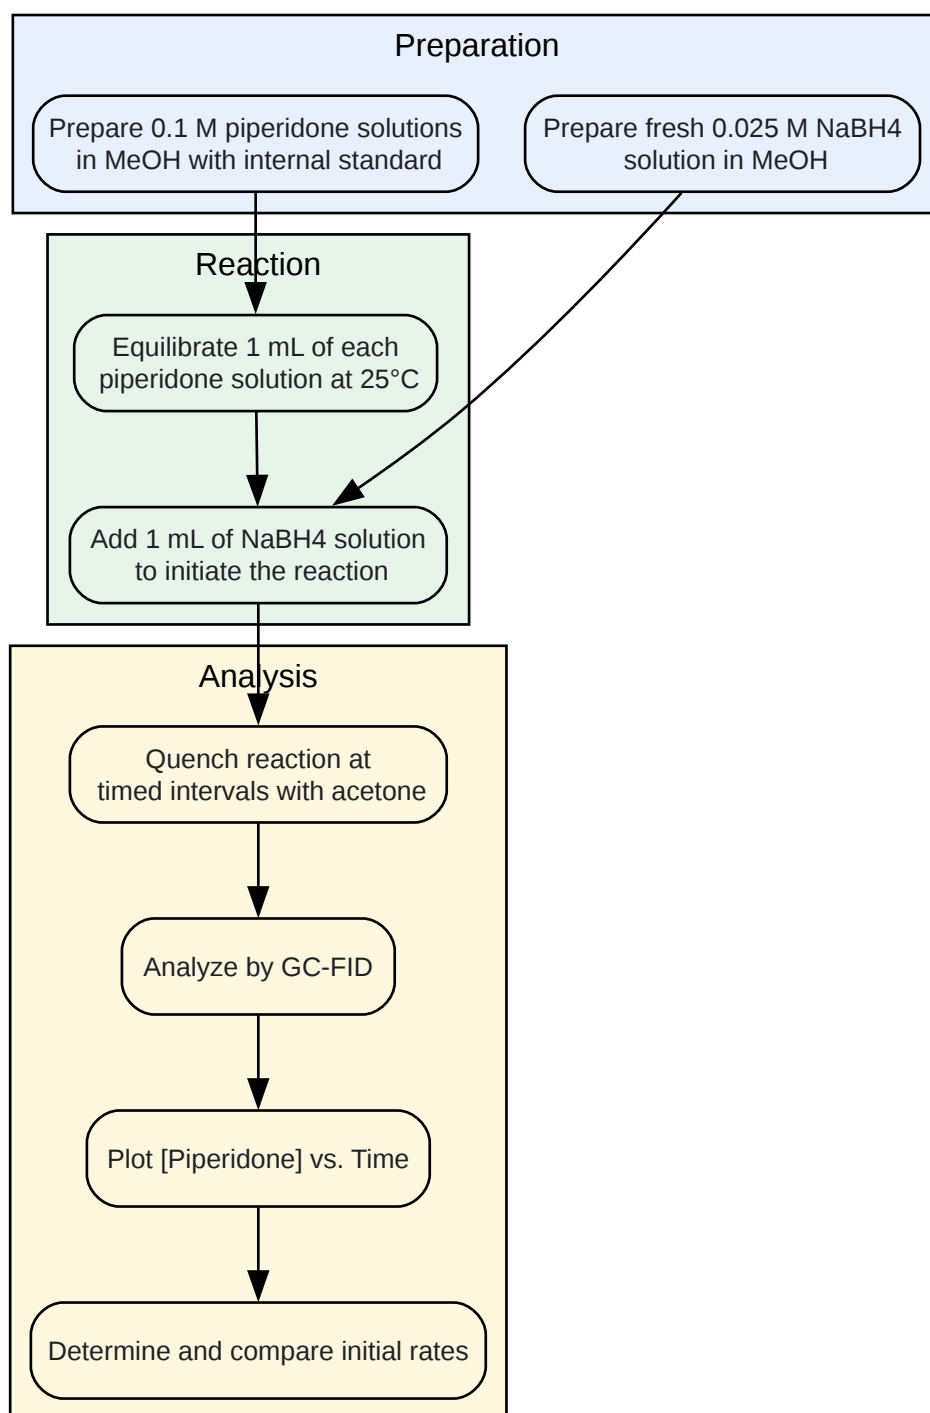 Preparation
Prepare 0.1 M piperidone solutions
in MeOH with internal standard
Prepare fresh 0.025 M NaBH4
solution in MeOH
Reaction
Equilibrate 1 mL of each
piperidone solution at 25°C
Add 1 mL of NaBH4 solution
to initiate the reaction
Analysis
Quench reaction at
timed intervals with acetone
Analyze by GC-FID
Plot [Piperidone] vs. Time
Determine and compare initial rates